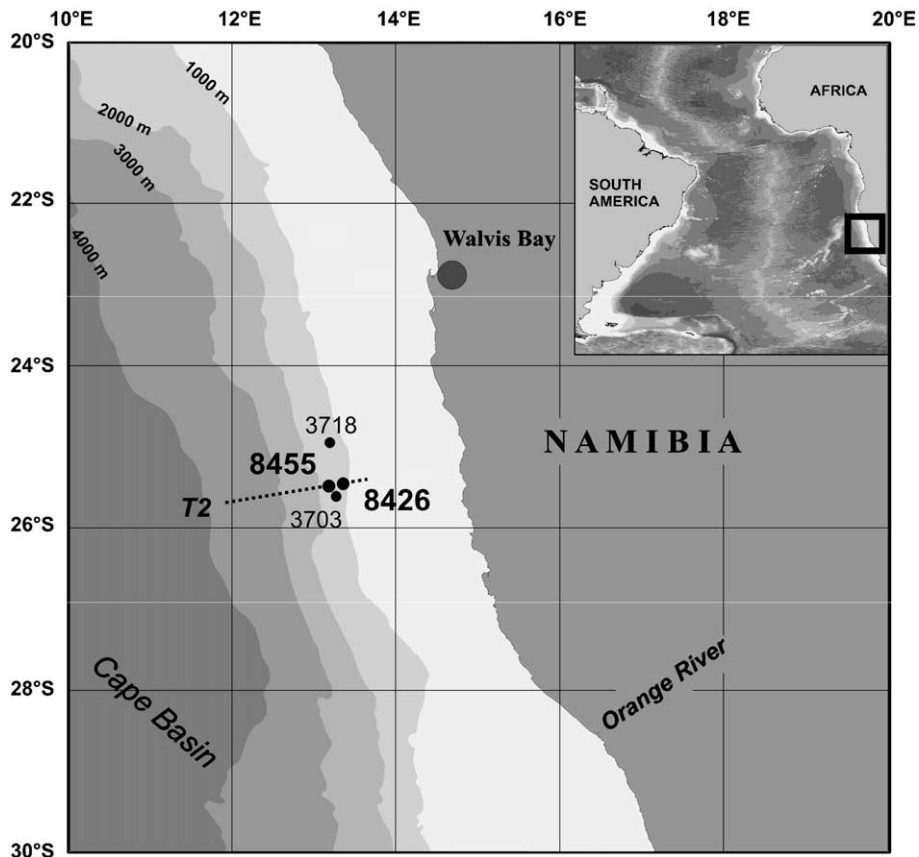 10°E 12°E 14°E 16°E 18°E 20°E
20°S
1000 m
2000 m
3000 m
4000 m
AFRICA
SOUTH
AMERICA
22°S
Walvis Bay
24°S
3718
8455
NAMIBIA
T2
8426
3703
26°S
Cape Basin
Orange River
28°S
30°S